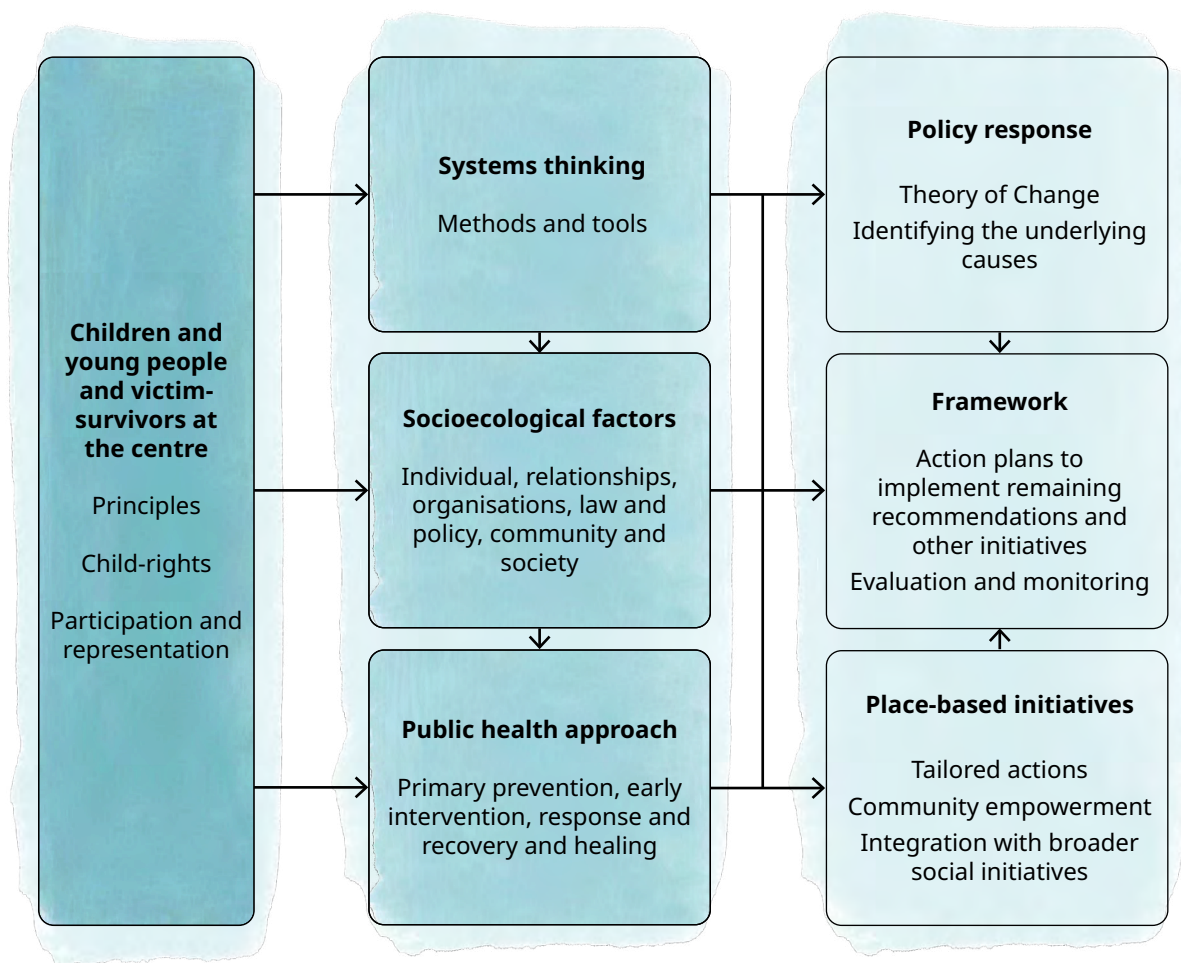 Children and
young people
and victim-
survivors at
the centre
Principles
Child-rights
Participation and
representation
Systems thinking
Methods and tools
Socioecological factors
Individual, relationships,
organisations, law and
policy, community and
society
Public health approach
Primary prevention, early
intervention, response and
recovery and healing
Policy response
Theory of Change
Identifying the underlying
causes
Framework
Action plans to
implement remaining
recommendations and
other initiatives
Evaluation and monitoring
Place-based initiatives
Tailored actions
Community empowerment
Integration with broader
social initiatives